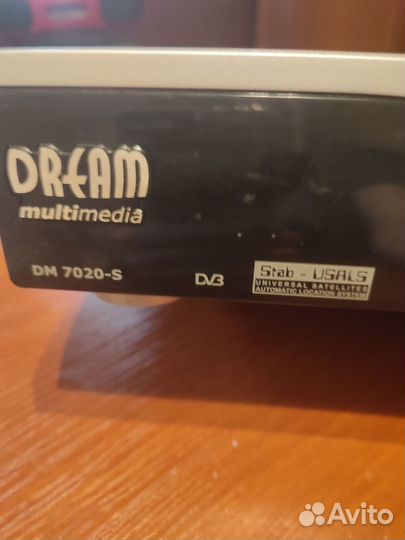 DREAM
multimedia
DM 7020-S
DVB
Stab - USALS
UNIVERSAL SATELLITES
AUTOMATIC LOCATION SYSTEM
Avito